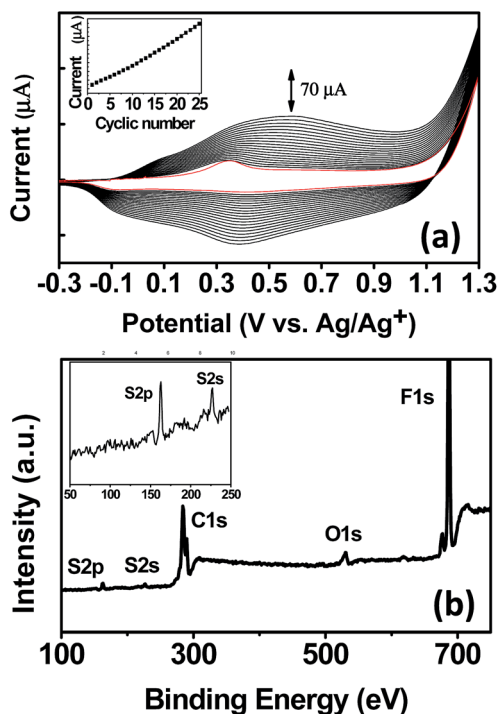 Current (μA)
0 5 10 15 20 25
Cyclic number
70 μA
Current (μA)
(a)
-0.3 -0.1 0.1 0.3 0.5 0.7 0.9 1.1 1.3
Potential (V vs. Ag/Ag+)
2 4 6 8 10
S2p S2s
50 100 150 200 250
F1s
C1s
O1s
S2p S2s
Intensity (a.u.)
(b)
100 300 500 700
Binding Energy (eV)